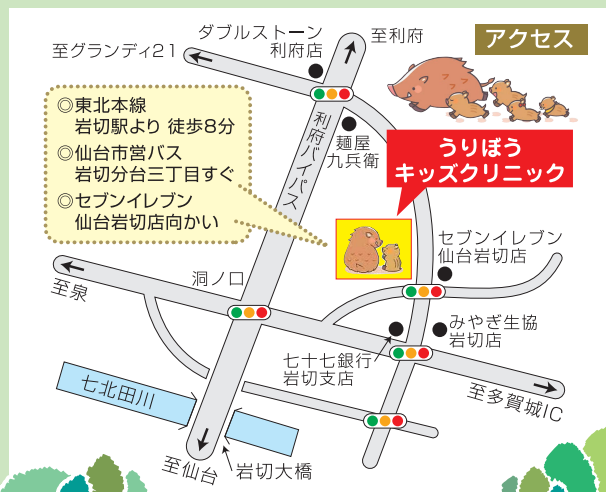 アクセス
ダブルストーン
利府店
至利府
至グランディ21
◎東北本線
岩切駅より 徒歩8分
◎仙台市営バス
岩切分台三丁目すぐ
◎セブンイレブン
仙台岩切店向かい
利府バイパス
麺屋
九兵衛
うりぼう
キッズクリニック
セブンイレブン
仙台岩切店
至泉
洞ノ口
みやぎ生協
岩切店
七十七銀行
岩切支店
至多賀城IC
七北田川
至仙台
岩切大橋